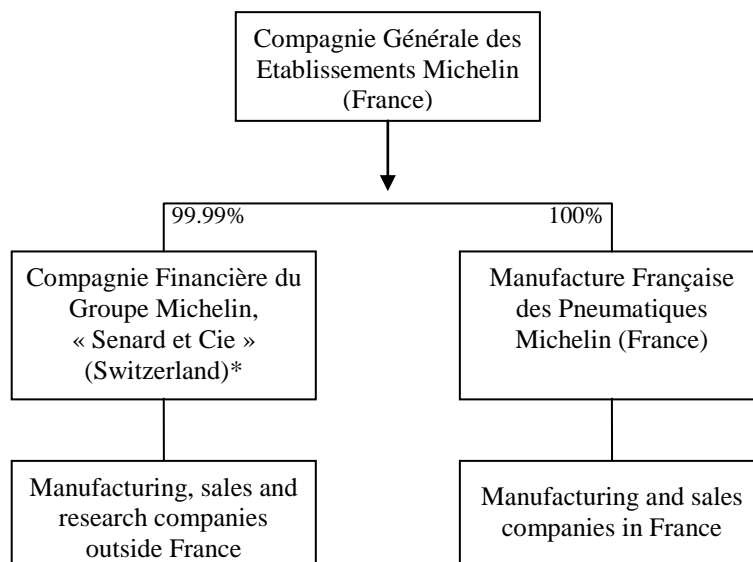 Compagnie Générale des
Etablissements Michelin
(France)
99.99%
100%
Compagnie Financière du
Groupe Michelin,
« Senard et Cie »
(Switzerland)*
Manufacture Française
des Pneumatiques
Michelin (France)
Manufacturing, sales and
research companies
outside France
Manufacturing and sales
companies in France